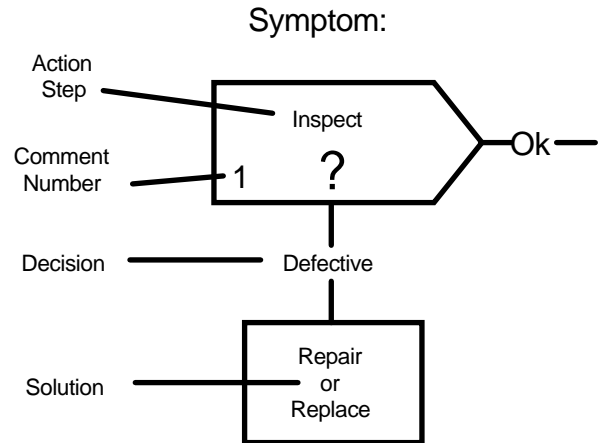 Symptom:
Action
Step
Inspect
Ok
Comment
Number
1
?
Decision
Defective
Solution
Repair
or
Replace